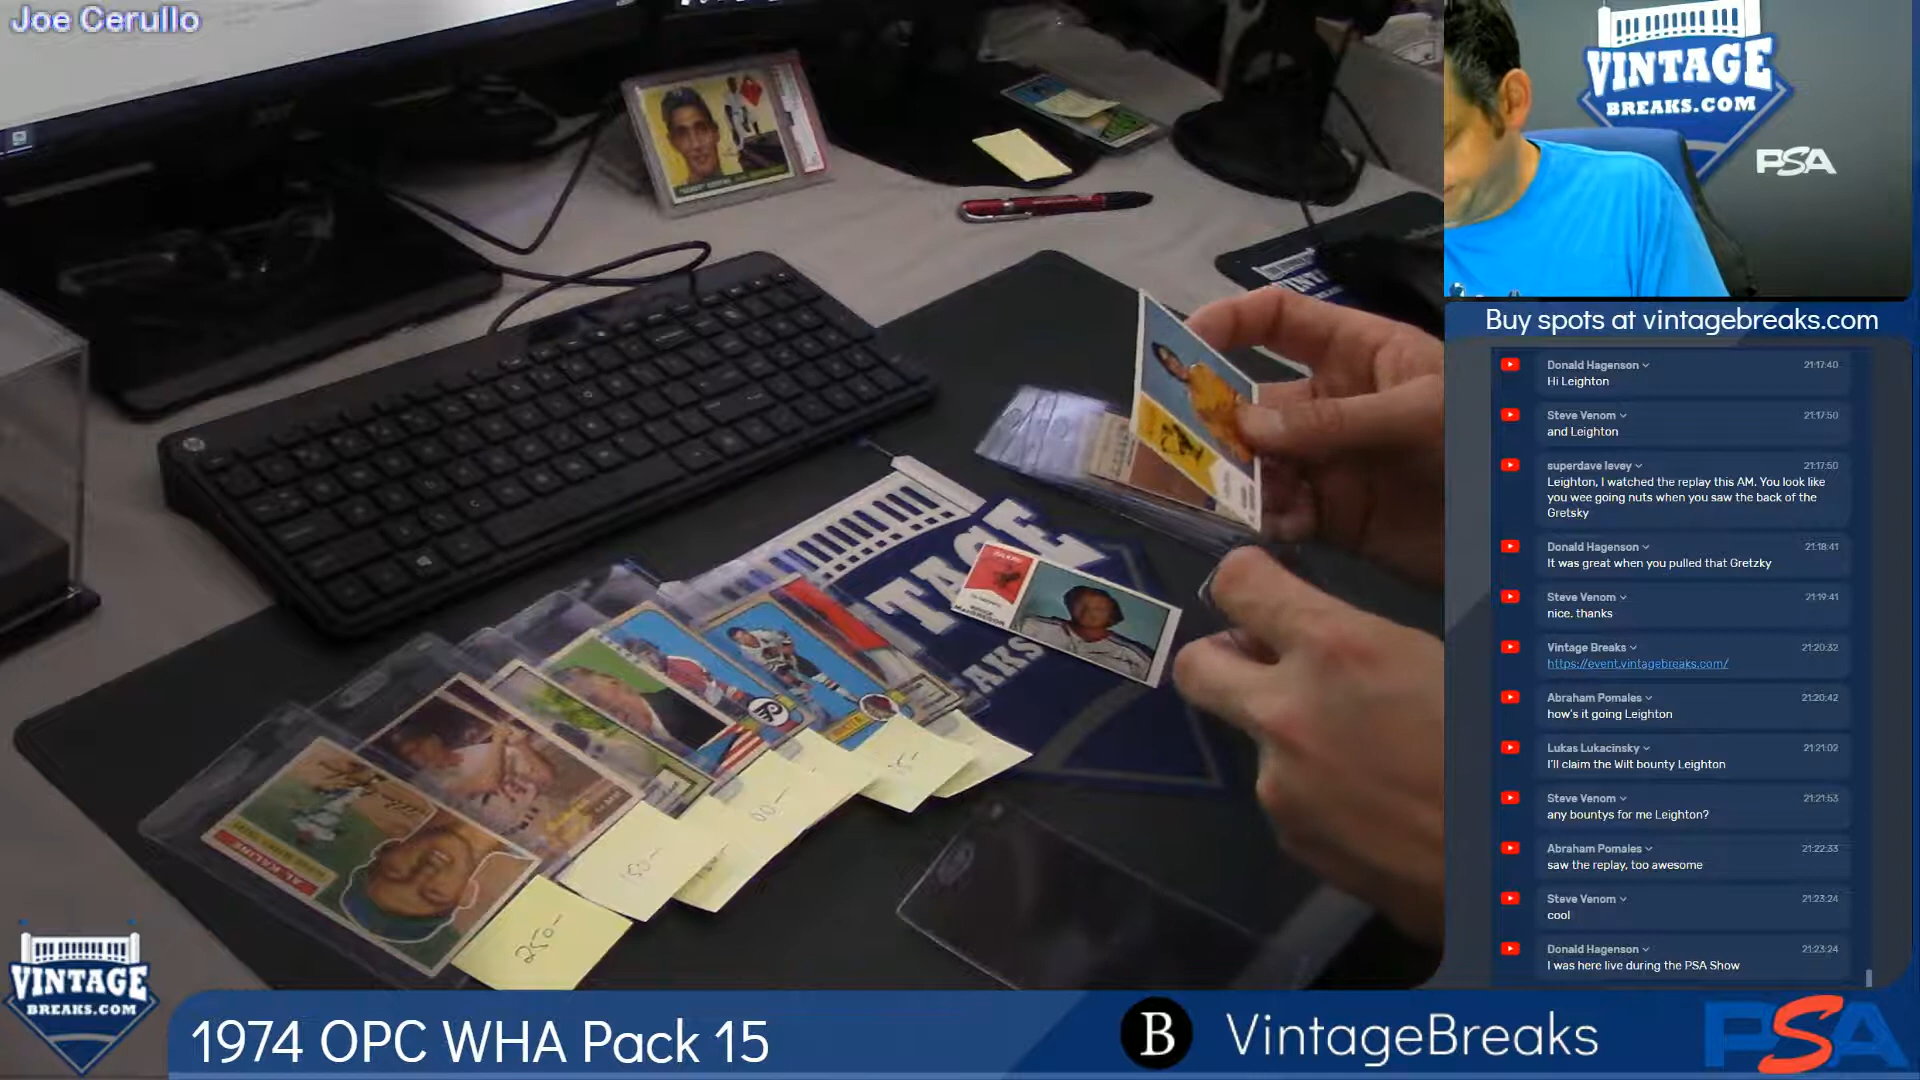 Joe Cerullo
VINTAGE
BREAKS.COM
PSA
Buy spots at vintagebreaks.com
Donald Hagenson 21:17:40
Hi Leighton
Steve Venom 21:17:50
and Leighton
superdave levey 21:17:50
Leighton, I watched the replay this AM. You look like
you wee going nuts when you saw the back of the
Gretsky
Donald Hagenson 21:18:41
It was great when you pulled that Gretzky
Steve Venom 21:19:41
nice. thanks
Vintage Breaks 21:20:32
https://event.vintagebreaks.com/
Abraham Pomales 21:20:42
how's it going Leighton
Lukas Lukacinsky 21:21:02
I'll claim the Wilt bounty Leighton
Steve Venom 21:21:53
any bountys for me Leighton?
Abraham Pomales 21:22:33
saw the replay, too awesome
Steve Venom 21:23:24
cool
Donald Hagenson 21:23:24
I was here live during the PSA Show
TAGE
EAKS
AL KALINE
250-
150-
VINTAGE
BREAKS.COM
1974 OPC WHA Pack 15
B VintageBreaks
PSA